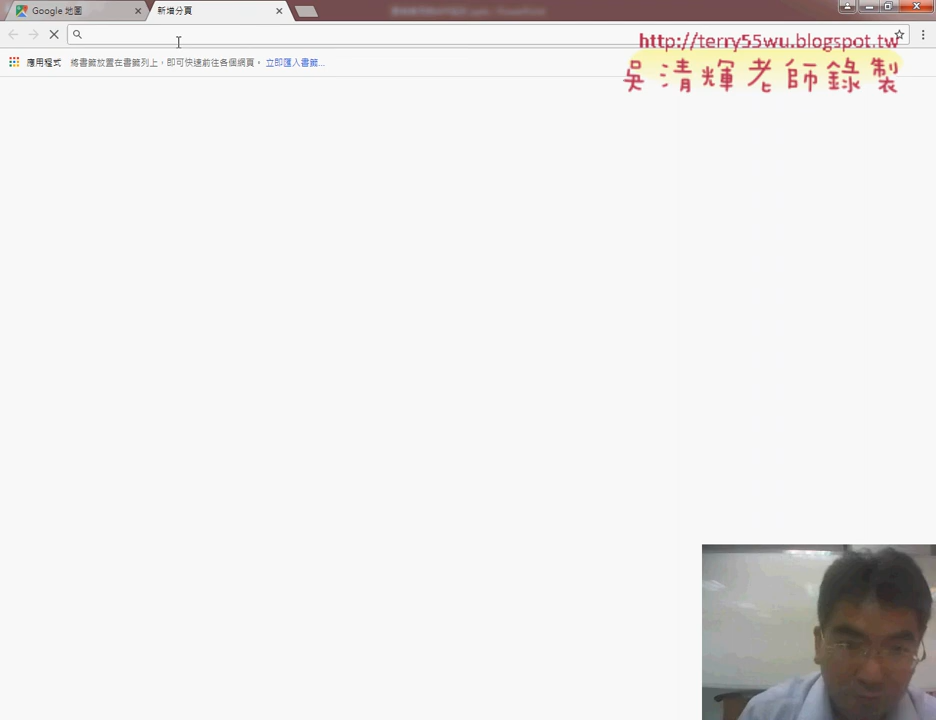 Google 地圖
新增分頁
http://terry55wu.blogspot.tw
應用程式 將書籤放置在書籤列上，即可快速前往各個網頁。 立即匯入書籤...
吳清輝老師錄製